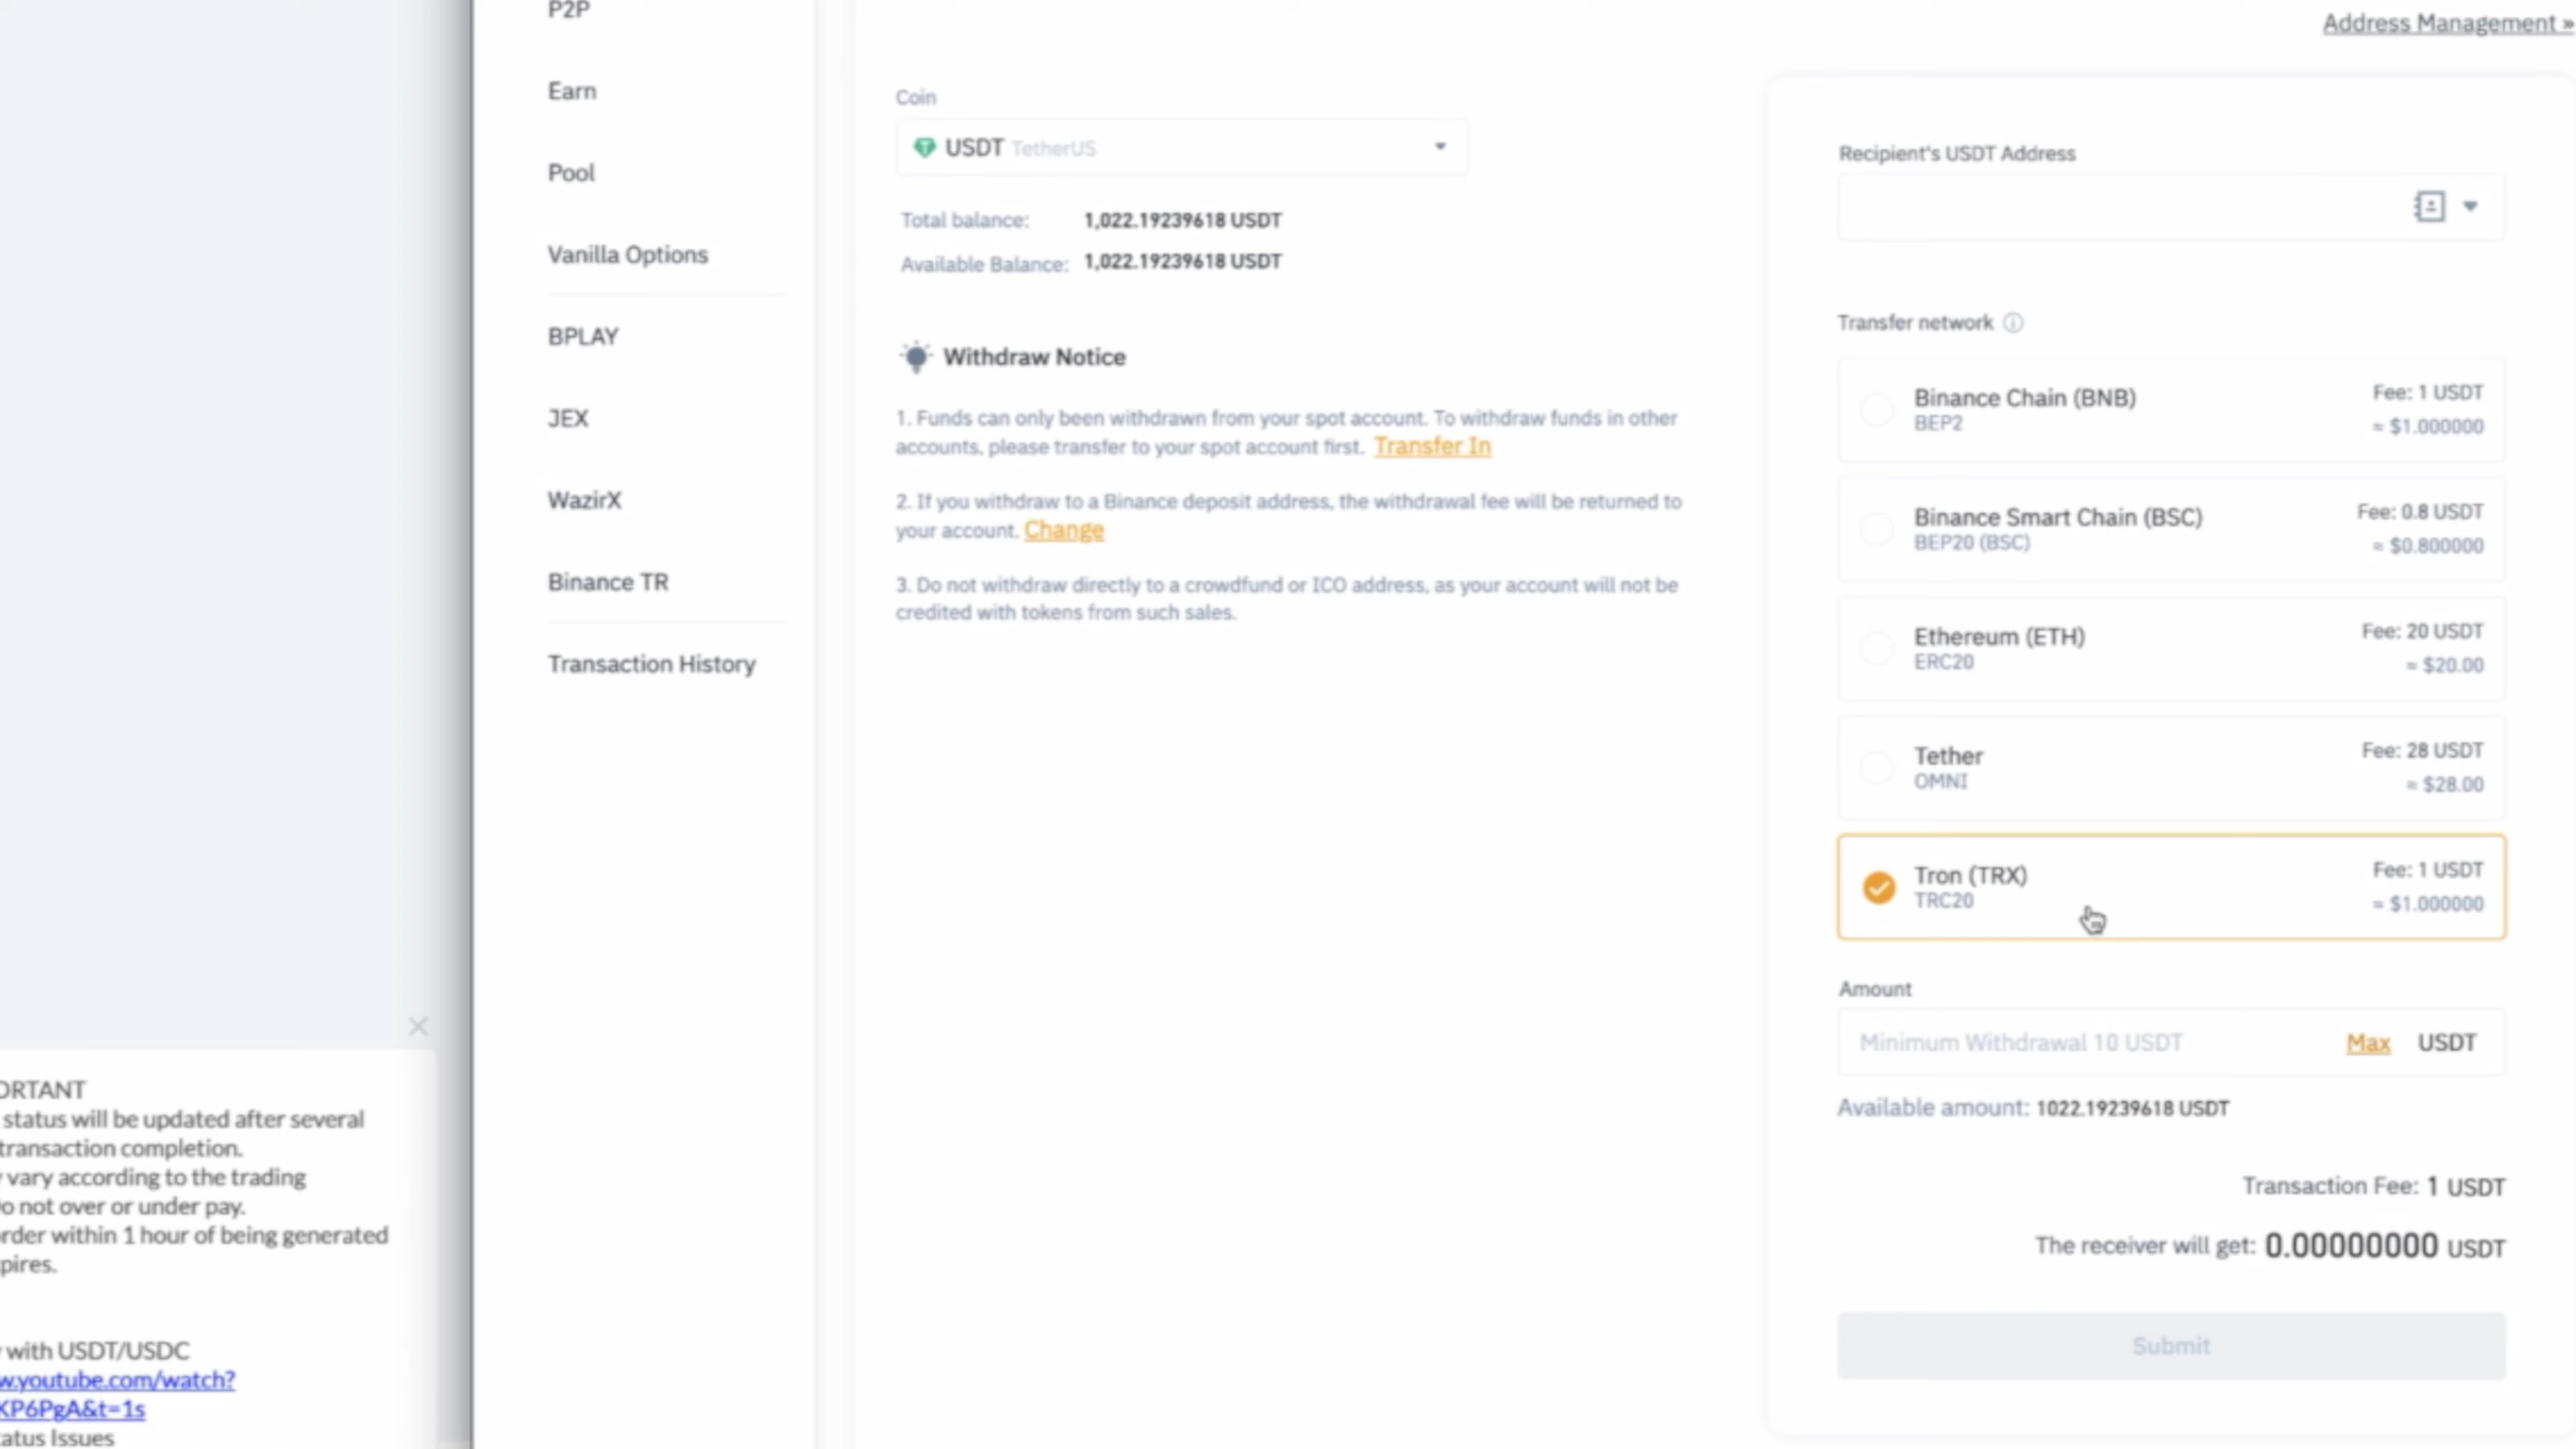 P2P
Earn
Pool
Vanilla Options
BPLAY
JEX
WazirX
Binance TR
Transaction History
ORTANT
status will be updated after several
transaction completion.
vary according to the trading
o not over or under pay.
rder within 1 hour of being generated
pires.
with USDT/USDC
w.youtube.com/watch?
KP6PgA&t=1s
atus Issues
Coin
USDT TetherUS
Total balance: 1,022.19239618 USDT
Available Balance: 1,022.19239618 USDT
Withdraw Notice
1. Funds can only been withdrawn from your spot account. To withdraw funds in other
accounts, please transfer to your spot account first. Transfer In
2. If you withdraw to a Binance deposit address, the withdrawal fee will be returned to
your account. Change
3. Do not withdraw directly to a crowdfund or ICO address, as your account will not be
credited with tokens from such sales.
Address Management »
Recipient's USDT Address
Transfer network
Binance Chain (BNB) Fee: 1 USDT
BEP2 ≈ $1.000000
Binance Smart Chain (BSC) Fee: 0.8 USDT
BEP20 (BSC) ≈ $0.800000
Ethereum (ETH) Fee: 20 USDT
ERC20 ≈ $20.00
Tether Fee: 28 USDT
OMNI ≈ $28.00
Tron (TRX) Fee: 1 USDT
TRC20 ≈ $1.000000
Amount
Minimum Withdrawal 10 USDT Max USDT
Available amount: 1022.19239618 USDT
Transaction Fee: 1 USDT
The receiver will get: 0.00000000 USDT
Submit